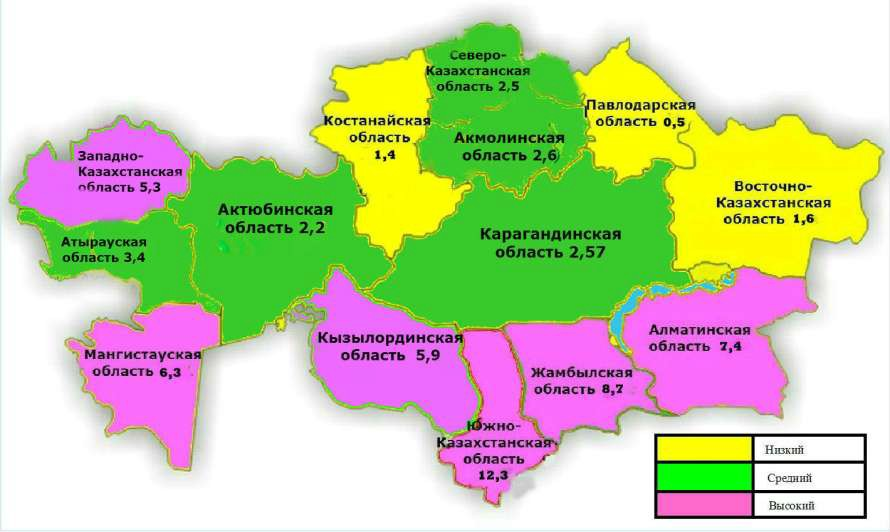 Северо-
Казахстанская
область 2,5
Костанайская
область
1,4
Павлодарская
область 0,5
Акмолинская
область 2,6
Западно-
Казахстанская
область 5,3
Восточно-
Казахстанская
область 1,6
Актюбинская
область 2,2
Атырауская
область 3,4
Карагандинская
область 2,57
Мангистауская
область 6,3
Кызылординская
область 5,9
Алматинская
область 7,4
Жамбылская
область 8,7
Южно-
Казахстанская
область
12,3
Низкий
Средний
Высокий